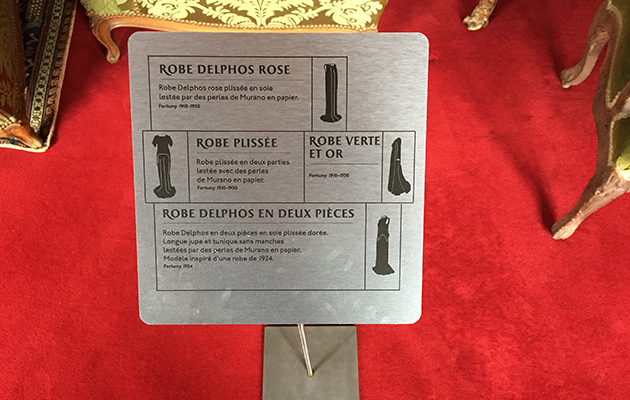 ROBE DELPHOS ROSE
Robe Delphos rose plissée en soie
lestée par des perles de Murano en papier.
Fortuny 1910-1930
ROBE PLISSÉE
Robe plissée en deux parties
lestée avec des perles
de Murano en papier.
Fortuny 1910-1930
ROBE VERTE
ET OR
Fortuny 1910-1930
ROBE DELPHOS EN DEUX PIÈCES
Robe Delphos en deux pièces en soie plissée dorée.
Longue jupe et tunique sans manches
lestées par des perles de Murano en papier.
Modèle inspiré d'une robe de 1924.
Fortuny 1924